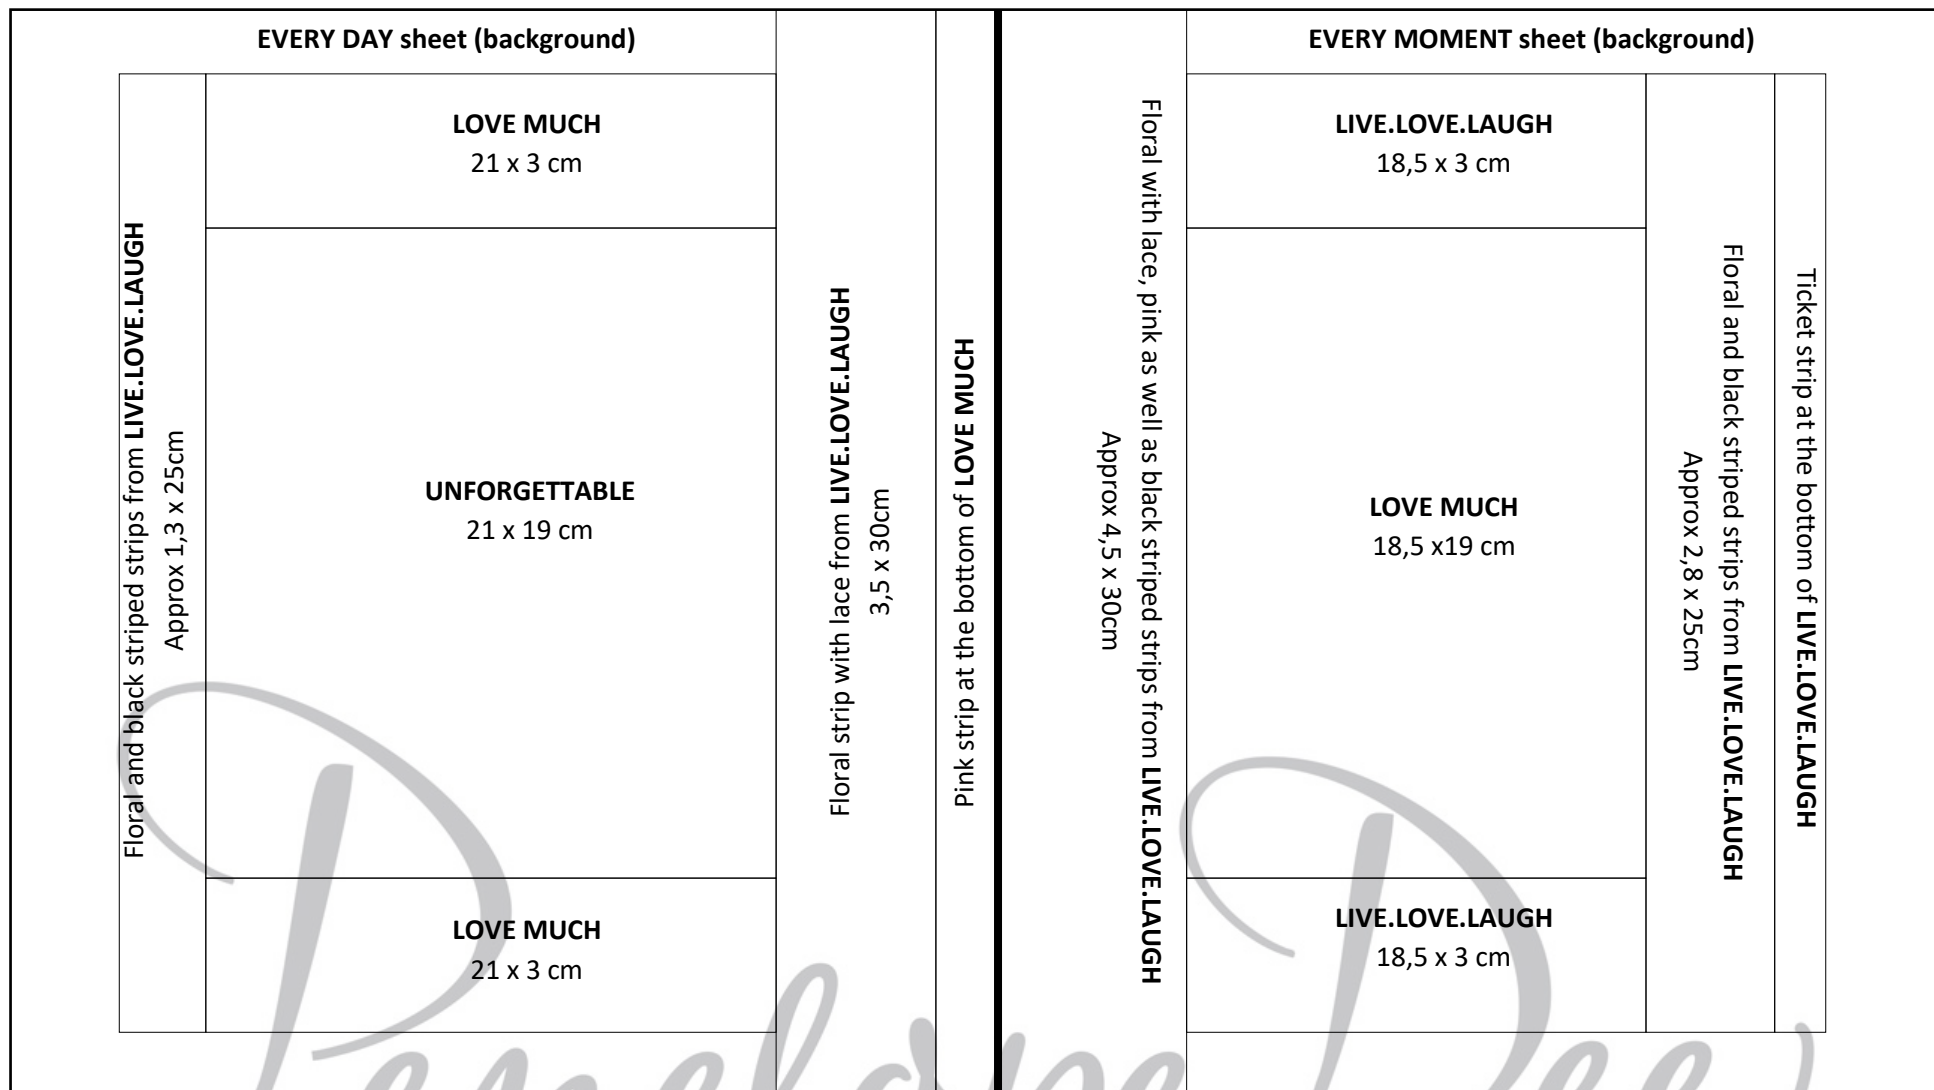 EVERY DAY sheet (background)
Floral and black striped strips from LIVE.LOVE.LAUGH
Approx 1,3 x 25cm
LOVE MUCH
21 x 3 cm
UNFORGETTABLE
21 x 19 cm
LOVE MUCH
21 x 3 cm
Floral strip with lace from LIVE.LOVE.LAUGH
3,5 x 30cm
Pink strip at the bottom of LOVE MUCH
EVERY MOMENT sheet (background)
Floral with lace, pink as well as black striped strips from LIVE.LOVE.LAUGH
Approx 4,5 x 30cm
LIVE.LOVE.LAUGH
18,5 x 3 cm
LOVE MUCH
18,5 x19 cm
LIVE.LOVE.LAUGH
18,5 x 3 cm
Floral and black striped strips from LIVE.LOVE.LAUGH
Approx 2,8 x 25cm
Ticket strip at the bottom of LIVE.LOVE.LAUGH
Penelope Dee